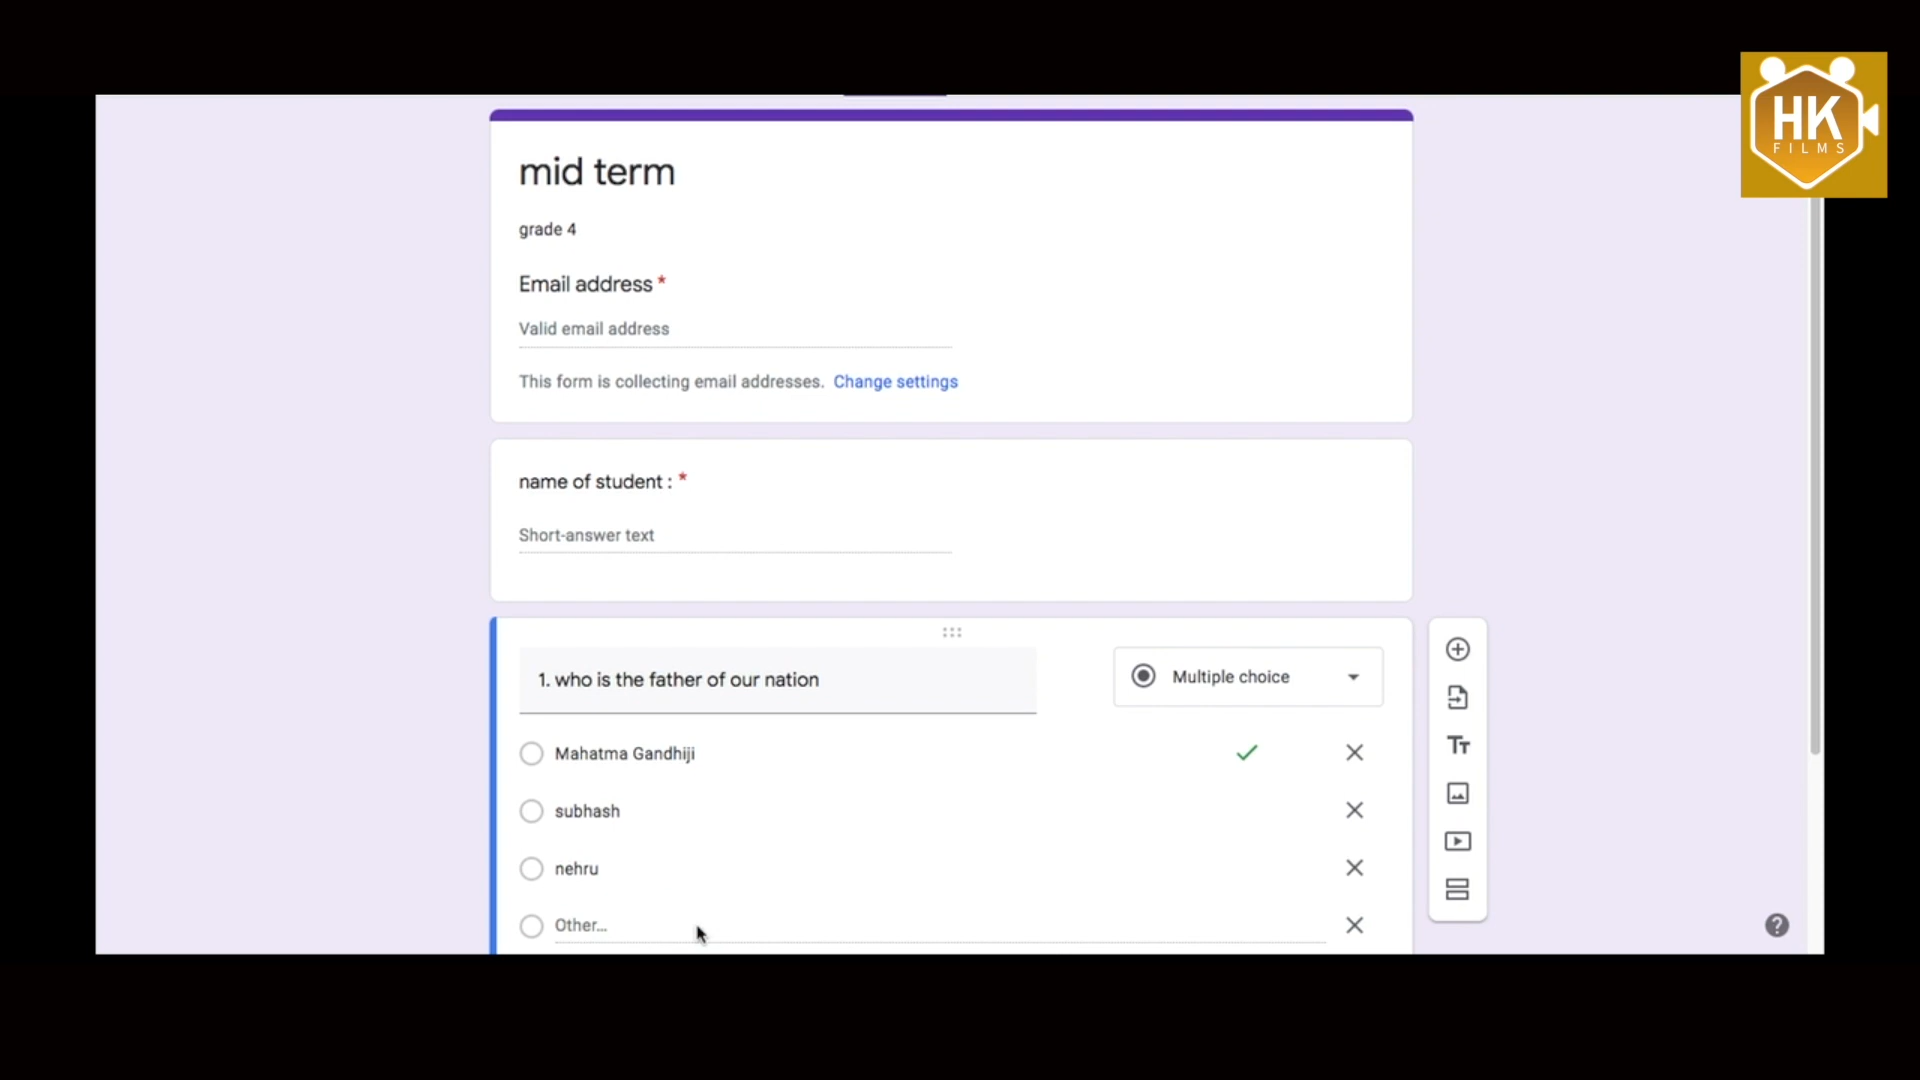 HK
FILMS
mid term
grade 4
Email address *
Valid email address
This form is collecting email addresses. Change settings
name of student : *
Short-answer text
1. who is the father of our nation
Multiple choice
Mahatma Gandhiji
subhash
nehru
Other...